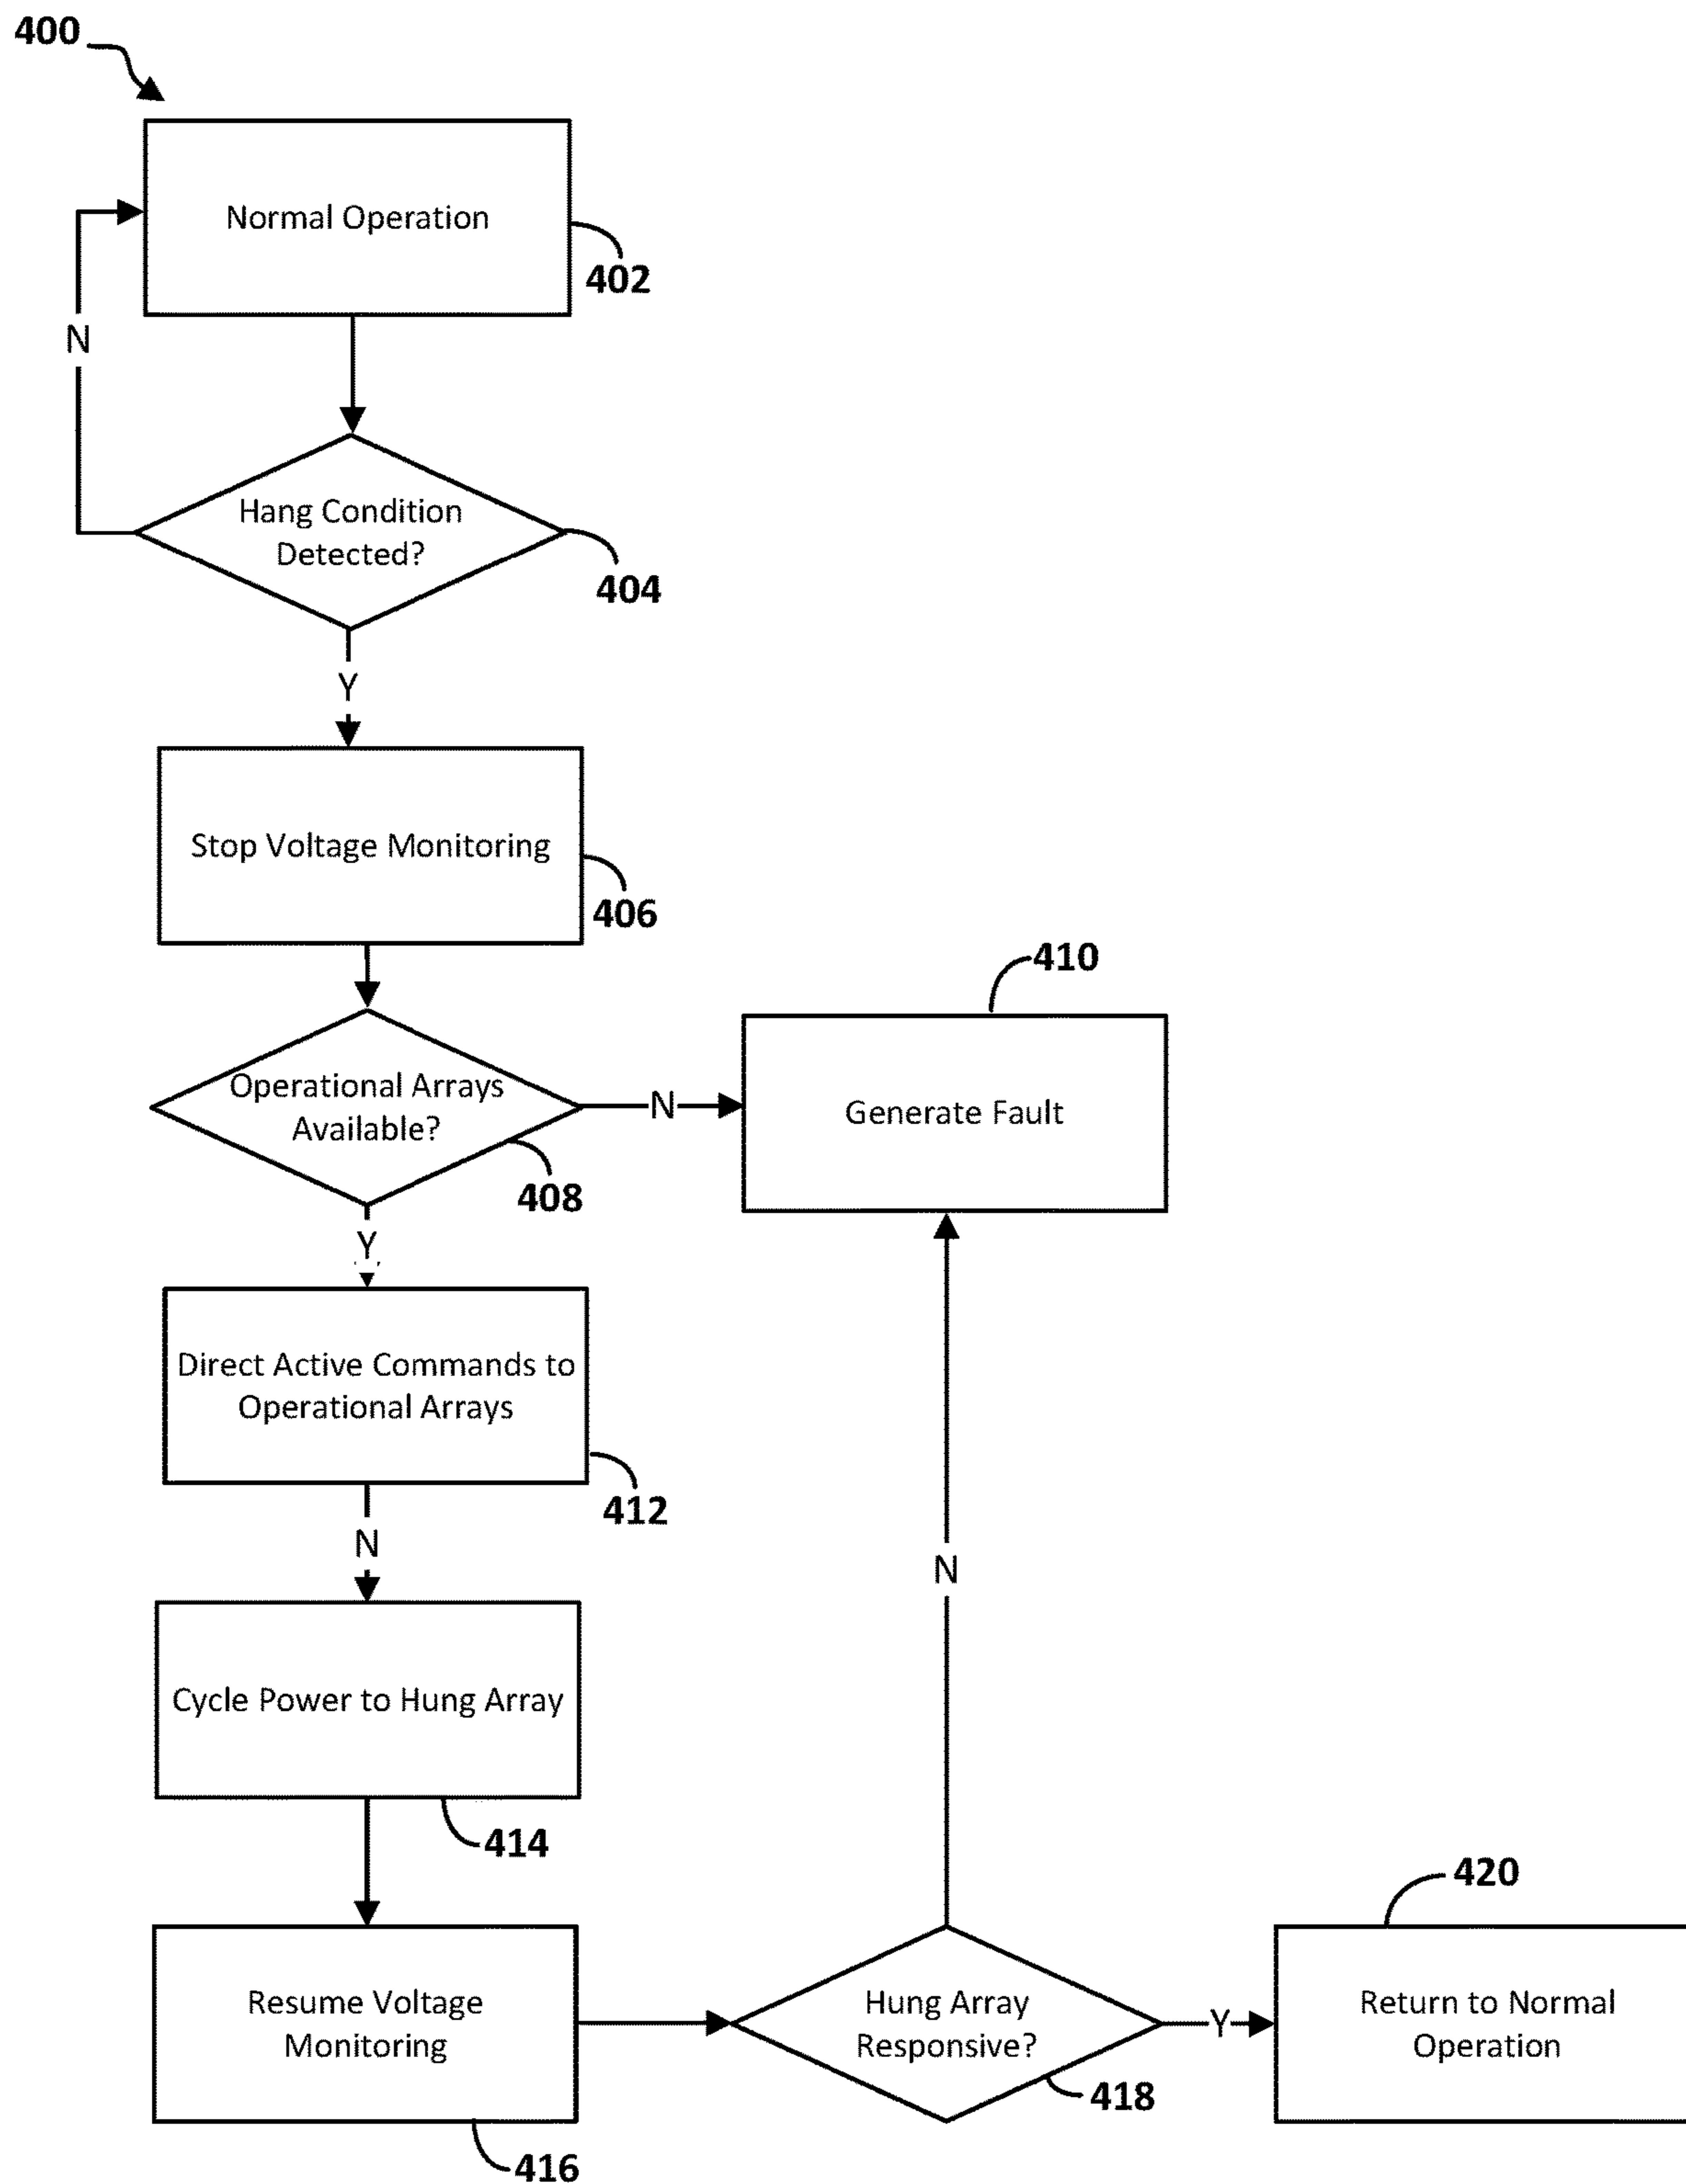 400
Normal Operation
402
N
Hang Condition
Detected?
404
Y
Stop Voltage Monitoring
406
410
Operational Arrays
Available?
N
Generate Fault
408
Y
Direct Active Commands to
Operational Arrays
412
N
N
Cycle Power to Hung Array
414
420
Resume Voltage
Monitoring
Hung Array
Responsive?
Y
Return to Normal
Operation
418
416